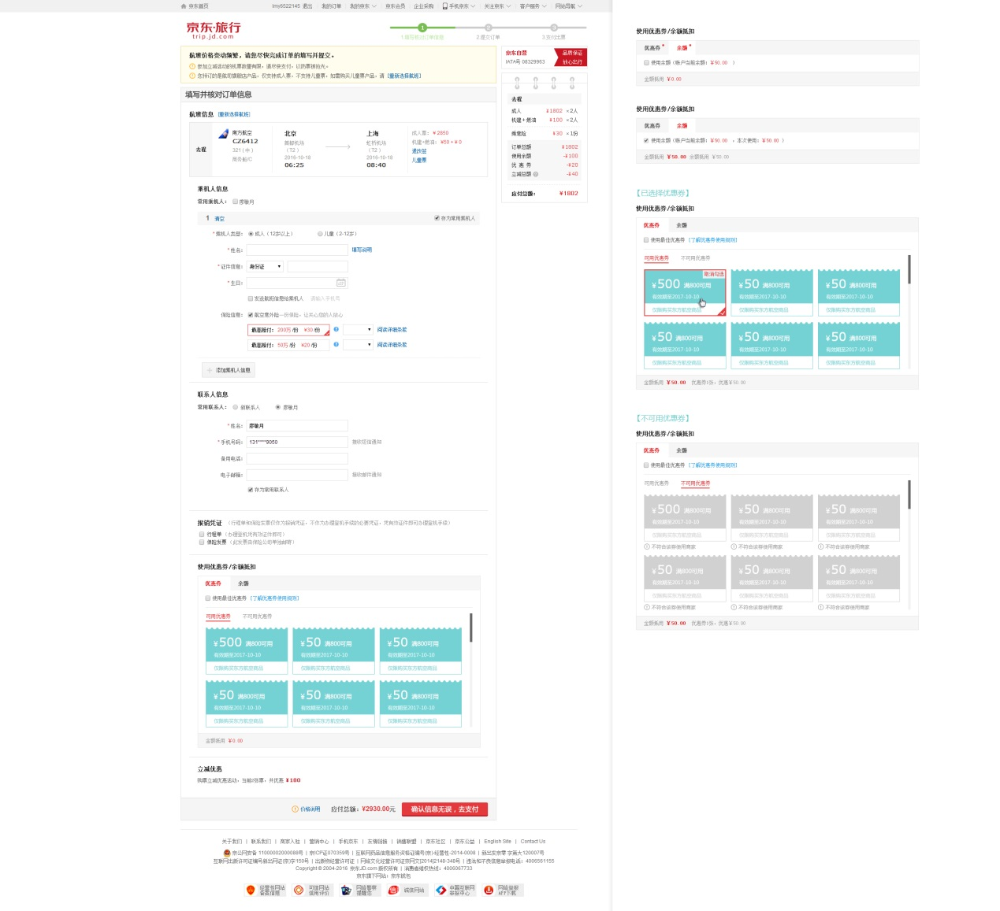 京东首页
lmy6522145 退出 我的订单 我的京东 京东会员 企业采购 手机京东 关注京东 客户服务 网站导航
京东·旅行
trip.jd.com
1 2 3
1.填写核对订单信息 2.提交订单 3.支付出票
航班价格变动频繁，请您尽快完成订单的填写并提交。
参加立减活动的机票数量有限，请尽快支付，以防票被抢光。
您预订的是航司旗舰店产品，仅支持成人票，不支持儿童票，如需购买儿童票产品，请 [重新选择航班]
京东自营
IATA号 08329963
品质保证
放心出行
填写并核对订单信息
航班信息 [重新选择航班]
去程
南方航空
CZ6412
321 ( 中 )
商务舱/C
北京
首都机场
( T2 )
2016-10-18
06:25
上海
虹桥机场
( T2 )
2016-10-18
08:40
成人票： ¥2850
机建+燃油： ¥50+¥0
退改签
儿童票
去程
成人 ¥1802 ×2人
机建＋燃油 ¥100 ×2人
乘意险 ¥30 ×1份
订单总额 ¥1802
使用余额 -¥100
优 惠 券 -¥20
立减总额 -¥40
应付总额： ¥1802
乘机人信息
常用乘机人： 廖敏月
1 清空 存为常用乘机人
*乘机人类型： 成人（12岁以上） 儿童（2-12岁）
*姓名： 填写说明
*证件信息： 身份证
*生日：
发送航班信息给乘机人 请输入手机号
保险信息： 航空意外险一份保险，让关心您的人放心
最高赔付： 200万 /份 ¥30 /份 阅读详细条款
最高赔付： 50万 /份 ¥20 /份 阅读详细条款
添加乘机人信息
联系人信息
常用联系人： 新联系人 廖敏月
*姓名： 廖敏月
*手机号码： 131****9060 接收短信通知
备用电话：
电子邮箱： 接收邮件通知
存为常用联系人
报销凭证 （行程单和保险发票仅作为报销凭证，不作为办理登机手续的必要凭证，凭有效证件即可办理登机手续）
行程单（办理登机凭有效证件即可）
保险发票（此发票由保险公司单独邮寄）
使用优惠券/余额抵扣
优惠券 余额
使用最佳优惠券 [了解优惠券使用规则]
可用优惠券 不可用优惠券
¥500 满800可用 ¥50 满800可用 ¥50 满800可用
有效期至2017-10-10 有效期至2017-10-10 有效期至2017-10-10
仅限购买东方航空商品 仅限购买东方航空商品 仅限购买东方航空商品
¥50 满800可用 ¥50 满800可用 ¥50 满800可用
有效期至2017-10-10 有效期至2017-10-10 有效期至2017-10-10
仅限购买东方航空商品 仅限购买东方航空商品 仅限购买东方航空商品
金额抵用 ¥0.00
立减优惠
购票立减优惠活动，当前2张票，共优惠 ¥180
价格说明 应付总额：¥2930.00元 确认信息无误，去支付
关于我们 | 联系我们 | 商家入驻 | 营销中心 | 手机京东 | 友情链接 | 销售联盟 | 京东社区 | 京东公益 | English Site | Contact Us
京公网安备 11000002000088号 | 京ICP证070359号 | 互联网药品信息服务资格证编号(京)-经营性-2014-0008 | 新出发京零 字第大120007号
互联网出版许可证编号新出网证(京)字150号 | 出版物经营许可证 | 网络文化经营许可证京网文[2014]2148-348号 | 违法和不良信息举报电话：4006561155
Copyright © 2004-2016 京东JD.com 版权所有 | 消费者维权热线：4006067733
京东旗下网站：京东钱包
经营性网站备案信息
可信网站信用评价
网络警察提醒您
诚信网站
中国互联网举报中心
网络举报APP下载
使用优惠券/余额抵扣
优惠券 余额
使用余额（账户当前余额：¥50.00 ）
金额抵用 ¥0.00
使用优惠券/余额抵扣
优惠券 余额
使用余额（账户当前余额：¥50.00 ，本次使用：¥50.00 ）
金额抵用 ¥50.00 余额抵用 ¥50.00
【已选择优惠券】
使用优惠券/余额抵扣
优惠券 余额
使用最佳优惠券 [了解优惠券使用规则]
可用优惠券 不可用优惠券
取消勾选
¥500 满800可用 ¥50 满800可用 ¥50 满800可用
有效期至2017-10-10 有效期至2017-10-10 有效期至2017-10-10
仅限购买东方航空商品 仅限购买东方航空商品 仅限购买东方航空商品
¥50 满800可用 ¥50 满800可用 ¥50 满800可用
有效期至2017-10-10 有效期至2017-10-10 有效期至2017-10-10
仅限购买东方航空商品 仅限购买东方航空商品 仅限购买东方航空商品
金额抵用 ¥50.00 优惠券1张：优惠¥50.00
【不可用优惠券】
使用优惠券/余额抵扣
优惠券 余额
使用最佳优惠券 [了解优惠券使用规则]
可用优惠券 不可用优惠券
¥500 满800可用 ¥50 满800可用 ¥50 满800可用
有效期至2017-10-10 有效期至2017-10-10 有效期至2017-10-10
仅限购买东方航空商品 仅限购买东方航空商品 仅限购买东方航空商品
不符合该券使用商家 不符合该券使用商家 不符合该券使用商家
¥50 满800可用 ¥50 满800可用 ¥50 满800可用
有效期至2017-10-10 有效期至2017-10-10 有效期至2017-10-10
仅限购买东方航空商品 仅限购买东方航空商品 仅限购买东方航空商品
不符合该券使用商家 不符合该券使用商家 不符合该券使用商家
金额抵用 ¥50.00 优惠券1张：优惠¥50.00